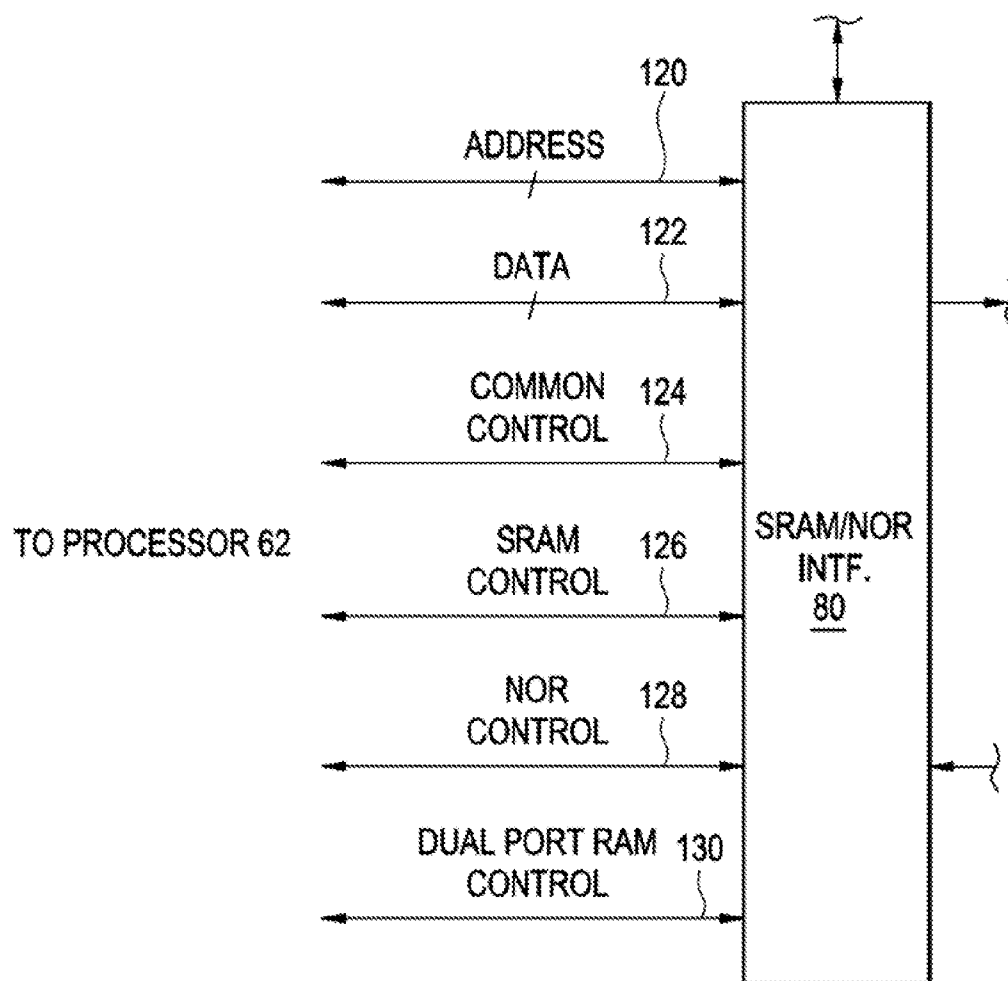 120
ADDRESS
122
DATA
COMMON
CONTROL
124
TO PROCESSOR 62
SRAM
CONTROL
126
SRAM/NOR
INTF.
80
NOR
CONTROL
128
DUAL PORT RAM
CONTROL
130